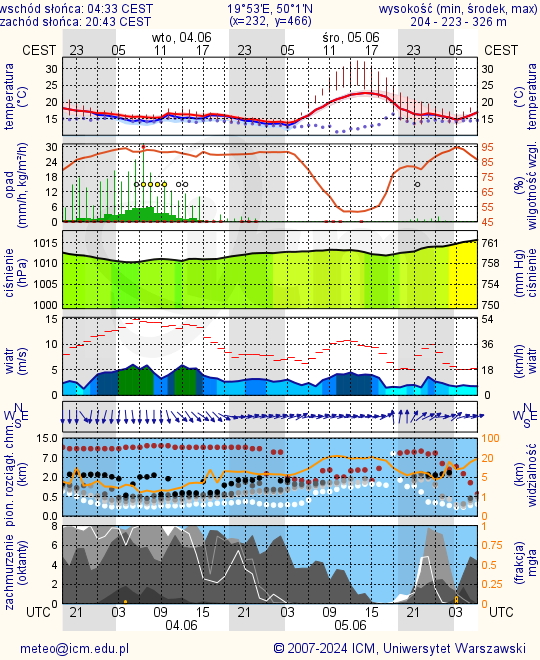 wschód słońca: 04:33 CEST 19°53'E, 50°1'N wysokość (min, środek, max)
zachód słońca: 20:43 CEST (x=232, y=466) 204 - 223 - 326 m
wto, 04.06 śro, 05.06
CEST 23 05 11 17 23 05 11 17 23 05 CEST
temperatura (°C) 30 25 20 15 30 25 20 15 (°C) temperatura
opad (mm/h, kg/m²/h) 30 24 18 12 6 0 95 85 75 65 55 45 (%) wilgotność wzgl.
ciśnienie (hPa) 1015 1010 1005 1000 761 757 754 750 (mm Hg) ciśnienie
wiatr (m/s) 15 10 5 0 54 36 18 0 (km/h) wiatr
N W E S N W E S
pion. rozciągł. chm. (km) 15.0 7.0 2.0 0.5 0.0 100 20 5 1 0 (km) widzialność
zachmurzenie (oktanty) 8 6 4 2 0 1 0.75 0.5 0.25 0 (frakcja) mgła
UTC 21 03 09 15 21 03 09 15 21 03 UTC
04.06 05.06
meteo@icm.edu.pl © 2007-2024 ICM, Uniwersytet Warszawski